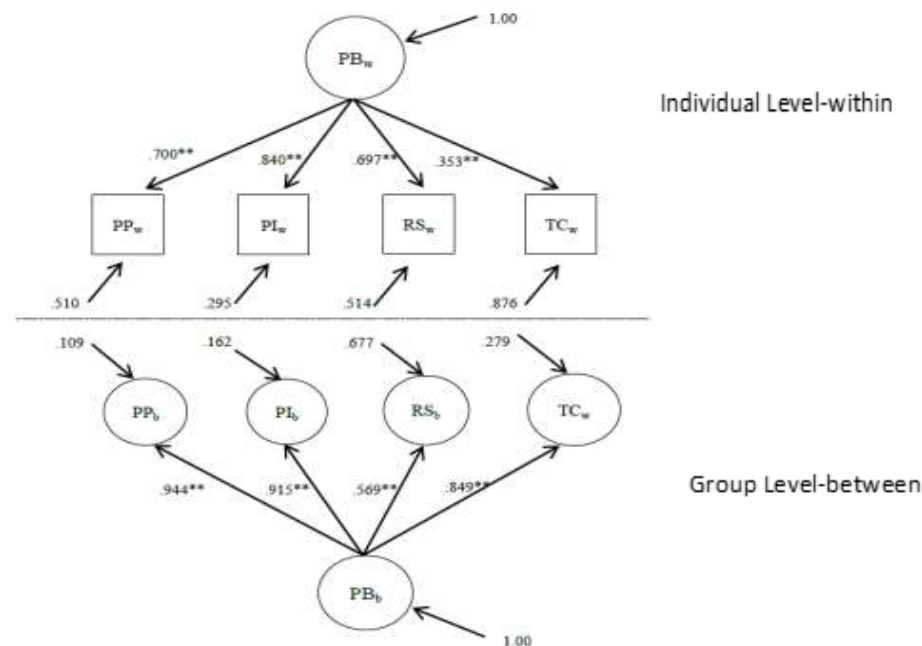 1.00
PBw
Individual Level-within
.700** .840** .697** .353**
PPw PIw RSw TCw
.510 .295 .514 .876
.109 .162 .677 .279
PPb PIb RSb TCw
.944** .915** .569** .849**
Group Level-between
PBb
1.00